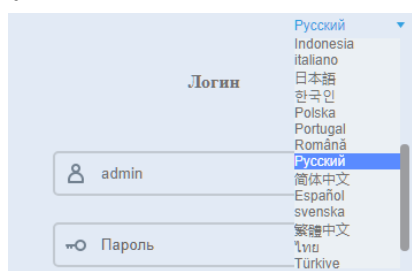 Русский
Indonesia
italiano
日本語
한국인
Polska
Portugal
Română
Русский
简体中文
Español
svenska
繁體中文
ไทย
Türkiye
Логин
admin
Пароль